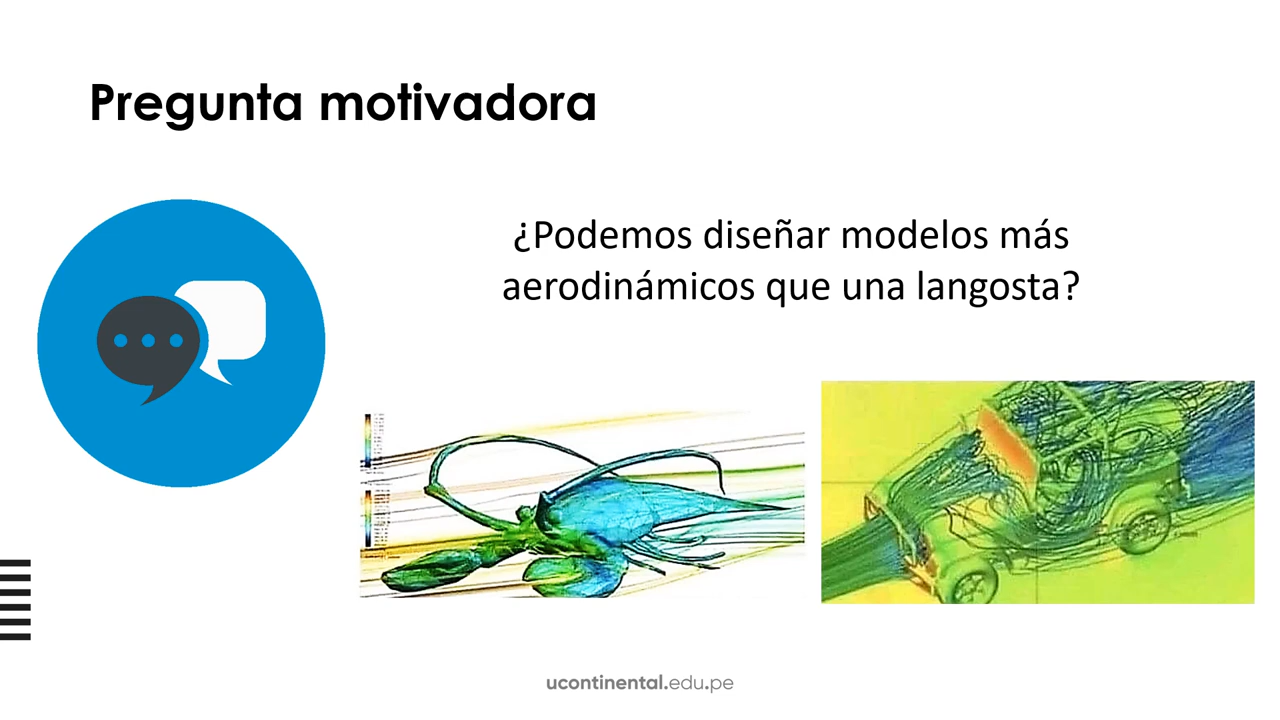 Pregunta motivadora
¿Podemos diseñar modelos más
aerodinámicos que una langosta?
ucontinental.edu.pe